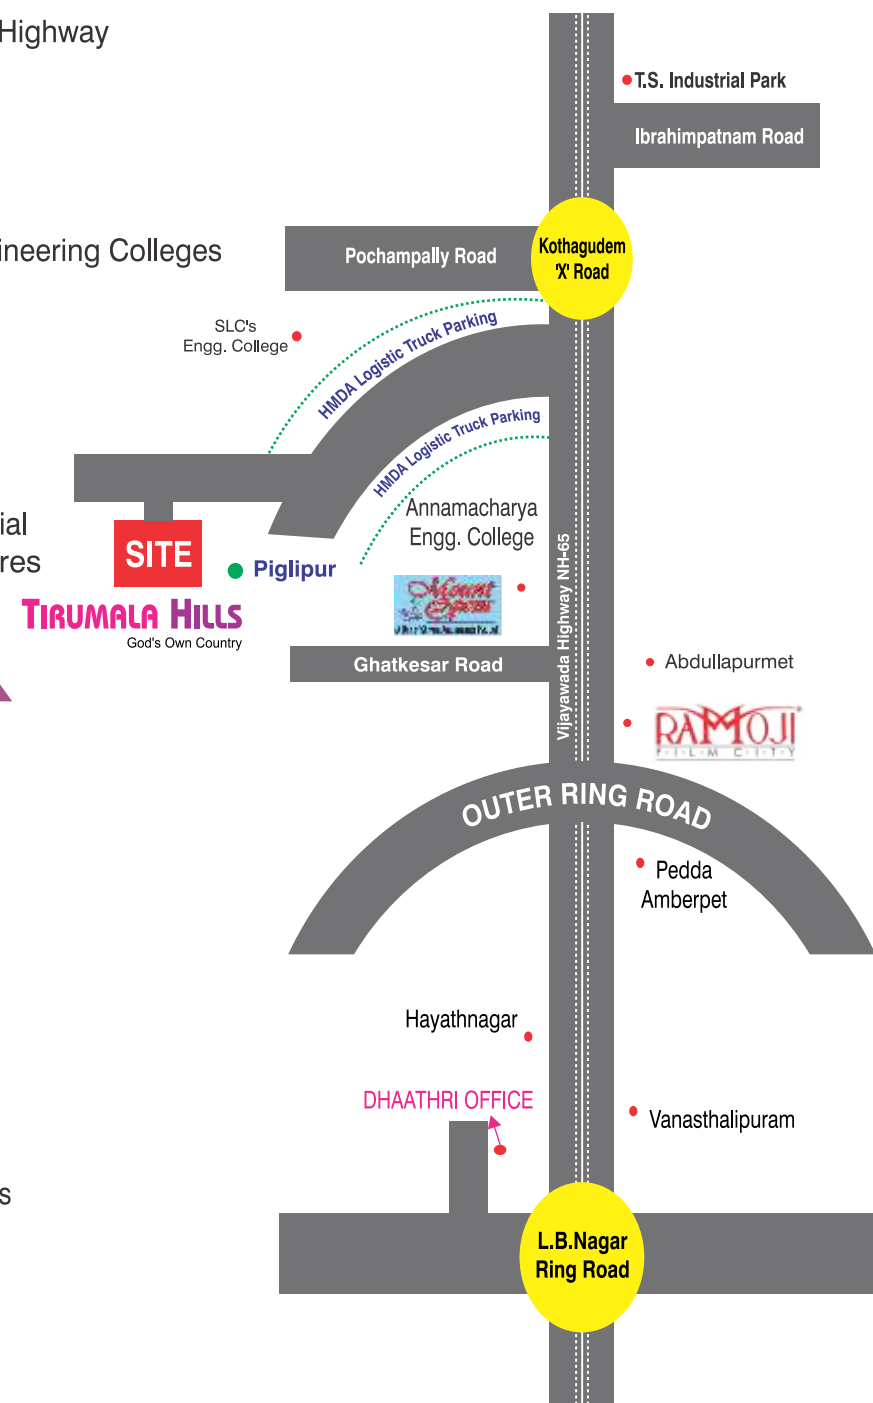 Highway
T.S. Industrial Park
Ibrahimpatnam Road
Kothagudem
'X' Road
Pochampally Road
ineering Colleges
SLC's
Engg. College
HMDA Logistic Truck Parking
HMDA Logistic Truck Parking
Annamacharya
Engg. College
ial
res
SITE
Piglipur
TIRUMALA HILLS
God's Own Country
Mount
Opera
Vijayawada Highway NH-65
Ghatkesar Road
Abdullapurmet
RAMOJI
FILM CITY
OUTER RING ROAD
Pedda
Amberpet
Hayathnagar
DHAATHRI OFFICE
Vanasthalipuram
s
L.B.Nagar
Ring Road